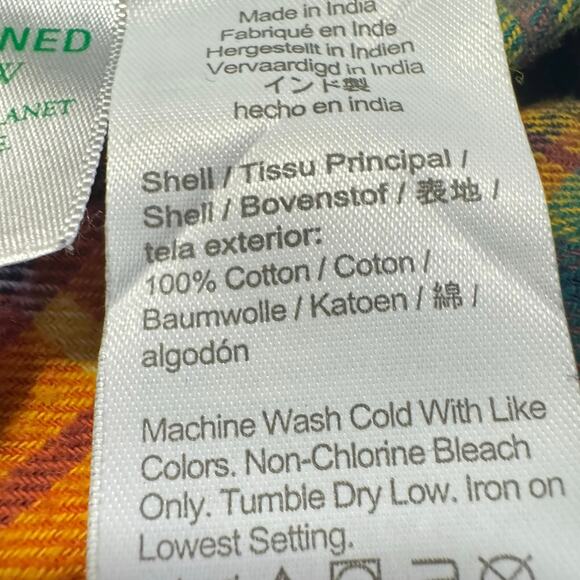 NED
LANET
Made in India
Fabriqué en Inde
Hergestellt in Indien
Vervaardigd in India
インド製
hecho en india
Shell / Tissu Principal /
Shell / Bovenstof / 表地 /
tela exterior:
100% Cotton / Coton /
Baumwolle / Katoen / 綿 /
algodón
Machine Wash Cold With Like
Colors. Non-Chlorine Bleach
Only. Tumble Dry Low. Iron on
Lowest Setting.